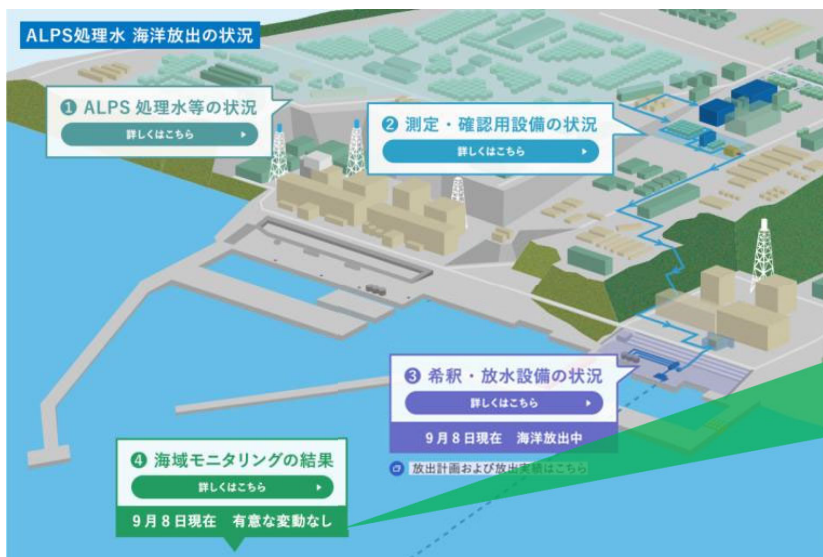 ALPS処理水 海洋放出の状況
❶ ALPS 処理水等の状況
詳しくはこちら
❷ 測定・確認用設備の状況
詳しくはこちら
❸ 希釈・放水設備の状況
詳しくはこちら
9月8日現在 海洋放出中
放出計画および放出実績はこちら
❹ 海域モニタリングの結果
詳しくはこちら
9月8日現在 有意な変動なし